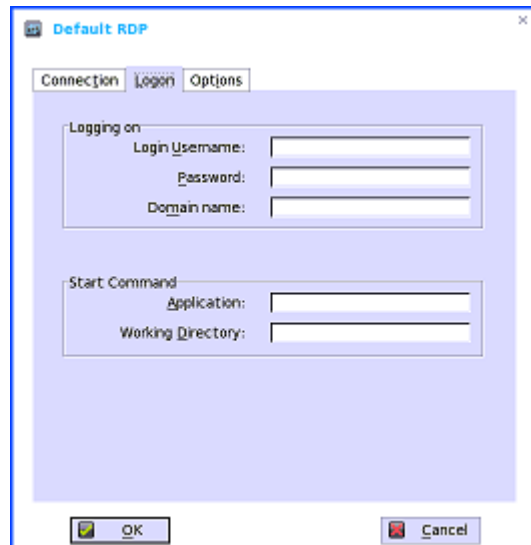 Default RDP
Connection Logon Options
Logging on
Login Username:
Password:
Domain name:
Start Command
Application:
Working Directory:
OK Cancel